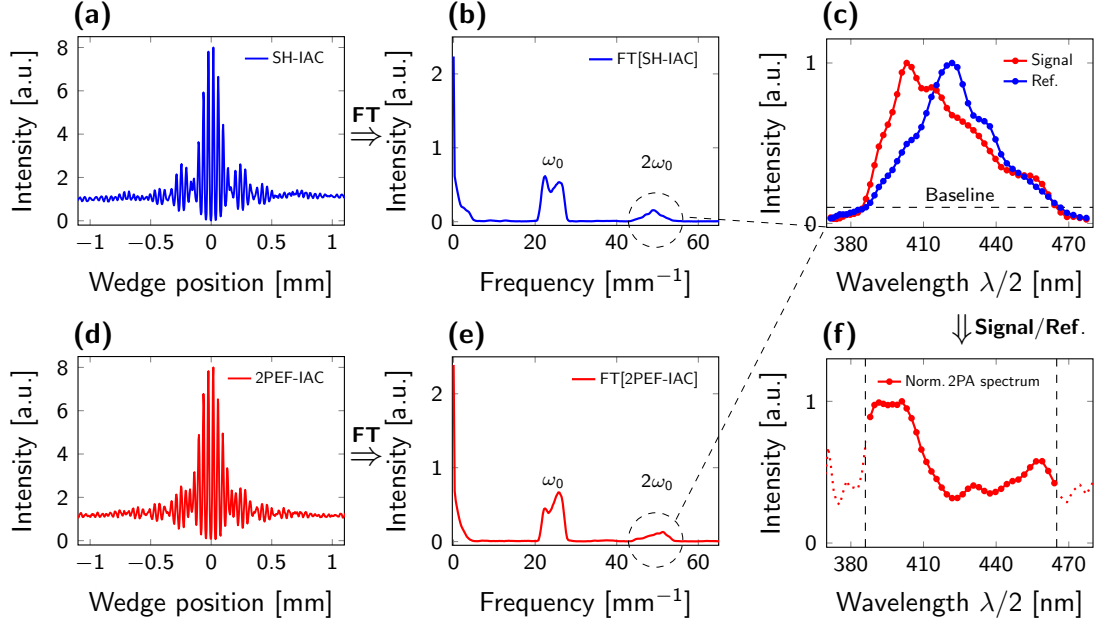 (a)
Intensity [a.u.]
8
6
4
2
0
SH-IAC
−1
−0.5
0
0.5
1
Wedge position [mm]
FT
⇒
(b)
Intensity [a.u.]
2
1
0
FT[SH-IAC]
ω₀
2ω₀
0
20
40
60
Frequency [mm⁻¹]
(c)
Intensity [a.u.]
1
0
Signal
Ref.
Baseline
380
410
440
470
Wavelength λ/2 [nm]
⇓ Signal/Ref.
(d)
Intensity [a.u.]
8
6
4
2
0
2PEF-IAC
−1
−0.5
0
0.5
1
Wedge position [mm]
FT
⇒
(e)
Intensity [a.u.]
2
1
0
FT[2PEF-IAC]
ω₀
2ω₀
0
20
40
60
Frequency [mm⁻¹]
(f)
Intensity [a.u.]
1
0
Norm. 2PA spectrum
380
410
440
470
Wavelength λ/2 [nm]